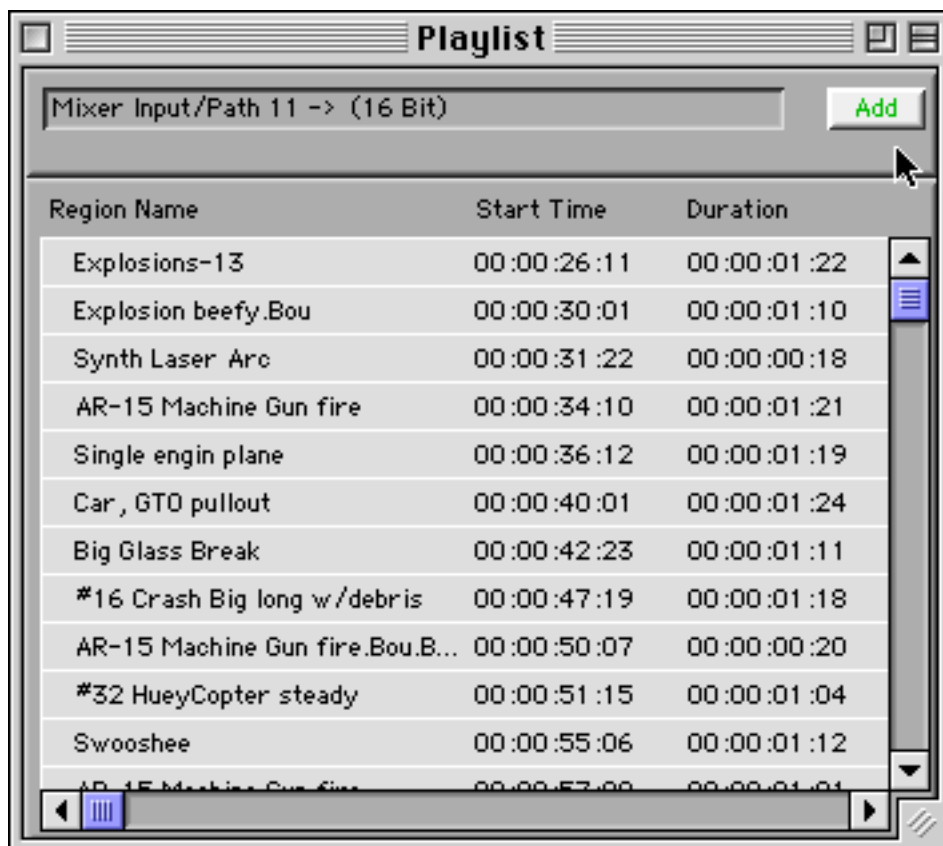 Playlist
Mixer Input/Path 11 -> (16 Bit)
Add
Region Name Start Time Duration
Explosions-13 00:00:26:11 00:00:01:22
Explosion beefy.Bou 00:00:30:01 00:00:01:10
Synth Laser Arc 00:00:31:22 00:00:00:18
AR-15 Machine Gun fire 00:00:34:10 00:00:01:21
Single engin plane 00:00:36:12 00:00:01:19
Car, GTO pullout 00:00:40:01 00:00:01:24
Big Glass Break 00:00:42:23 00:00:01:11
#16 Crash Big long w/debris 00:00:47:19 00:00:01:18
AR-15 Machine Gun fire.Bou.B... 00:00:50:07 00:00:00:20
#32 HueyCopter steady 00:00:51:15 00:00:01:04
Swooshee 00:00:55:06 00:00:01:12
AR-15 Machine Gun fire